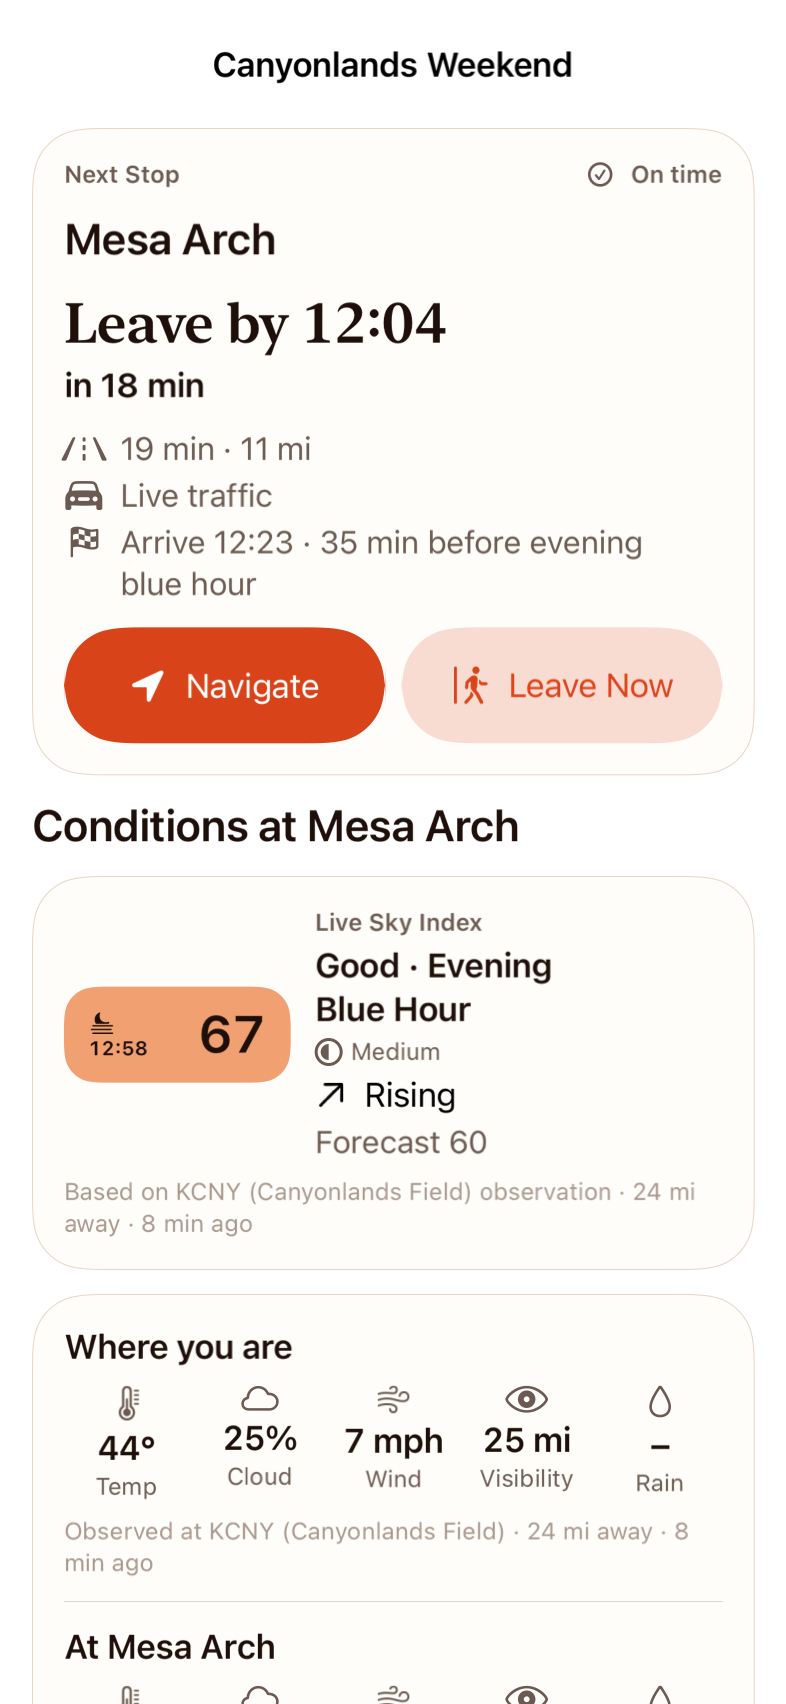 Canyonlands Weekend
Next Stop
On time
Mesa Arch
Leave by 12:04
in 18 min
19 min · 11 mi
Live traffic
Arrive 12:23 · 35 min before evening
blue hour
Navigate
Leave Now
Conditions at Mesa Arch
12:58
67
Live Sky Index
Good · Evening
Blue Hour
Medium
Rising
Forecast 60
Based on KCNY (Canyonlands Field) observation · 24 mi
away · 8 min ago
Where you are
44° 25% 7 mph 25 mi –
Temp Cloud Wind Visibility Rain
Observed at KCNY (Canyonlands Field) · 24 mi away · 8
min ago
At Mesa Arch